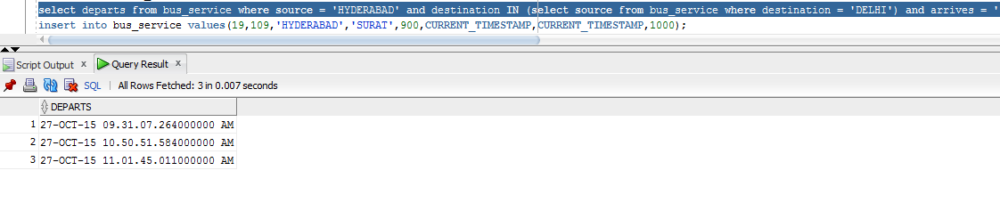 select departs from bus_service where source = 'HYDERABAD' and destination IN (select source from bus_service where destination = 'DELHI') and arrives = '
insert into bus_service values(19,109,'HYDERABAD','SURAT',900,CURRENT_TIMESTAMP,CURRENT_TIMESTAMP,1000);
Script Output x Query Result x
SQL | All Rows Fetched: 3 in 0.007 seconds
DEPARTS
1 27-OCT-15 09.31.07.264000000 AM
2 27-OCT-15 10.50.51.584000000 AM
3 27-OCT-15 11.01.45.011000000 AM